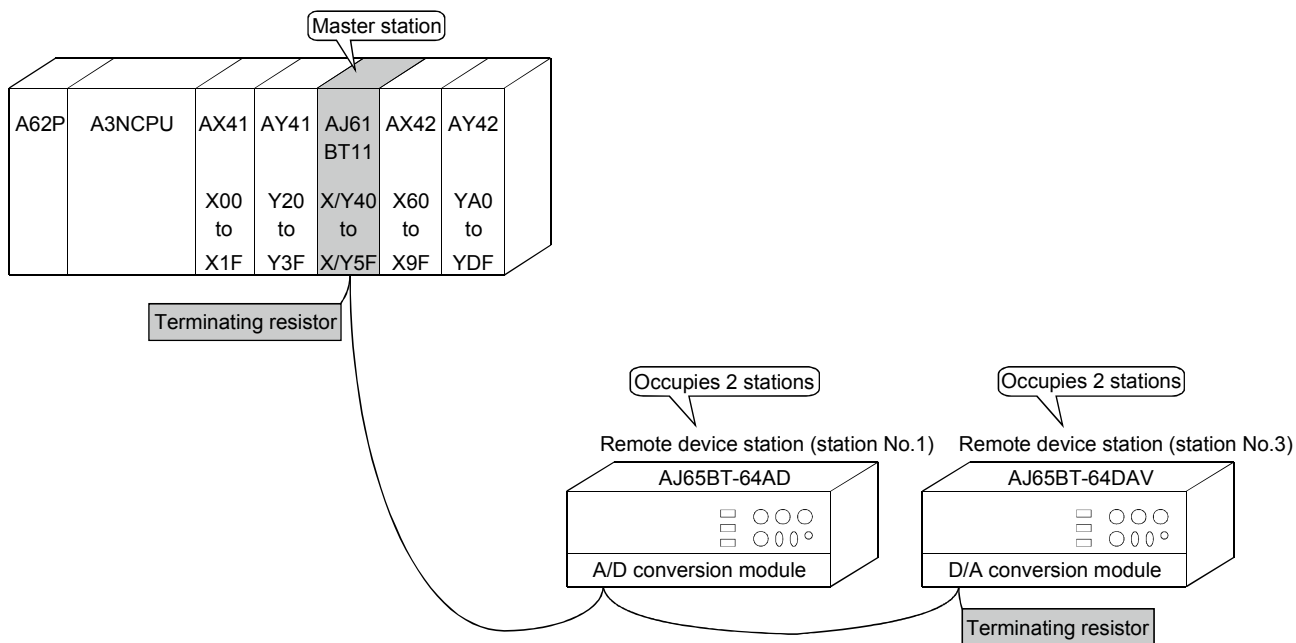 Master station
A62P
A3NCPU
AX41
AY41
AJ61
BT11
AX42
AY42
X00
to
X1F
Y20
to
Y3F
X/Y40
to
X/Y5F
X60
to
X9F
YA0
to
YDF
Terminating resistor
Occupies 2 stations
Occupies 2 stations
Remote device station (station No.1)
Remote device station (station No.3)
AJ65BT-64AD
AJ65BT-64DAV
A/D conversion module
D/A conversion module
Terminating resistor